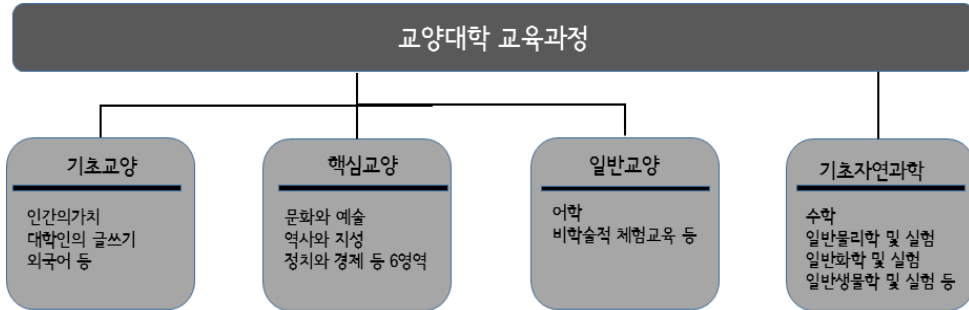 교양대학 교육과정
기초교양
인간의가치
대학인의 글쓰기
외국어 등
핵심교양
문화와 예술
역사와 지성
정치와 경제 등 6영역
일반교양
어학
비학술적 체험교육 등
기초자연과학
수학
일반물리학 및 실험
일반화학 및 실험
일반생물학 및 실험 등